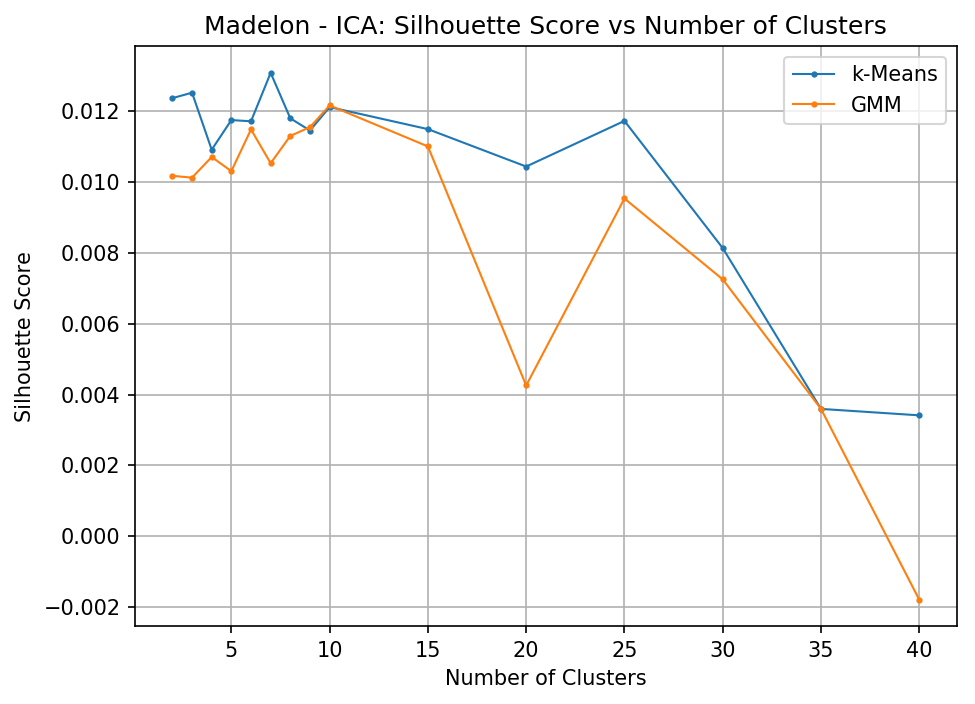 Madelon - ICA: Silhouette Score vs Number of Clusters
k-Means
GMM
Silhouette Score
0.012
0.010
0.008
0.006
0.004
0.002
0.000
−0.002
5 10 15 20 25 30 35 40
Number of Clusters